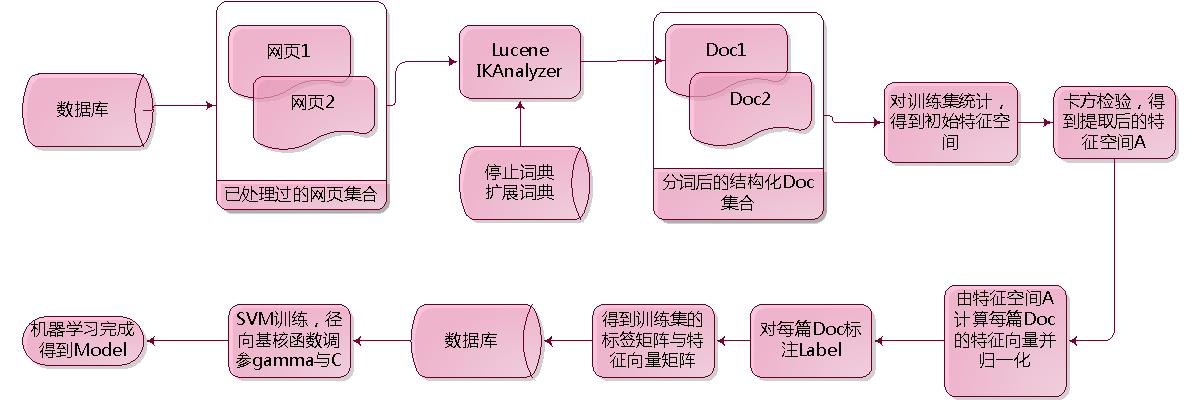 数据库
网页1
网页2
已处理过的网页集合
Lucene
IKAnalyzer
停止词典
扩展词典
Doc1
Doc2
分词后的结构化Doc
集合
对训练集统计，
得到初始特征空
间
卡方检验，得
到提取后的特
征空间A
由特征空间A
计算每篇Doc
的特征向量并
归一化
对每篇Doc标
注Label
得到训练集的
标签矩阵与特
征向量矩阵
数据库
SVM训练，径
向基核函数调
参gamma与C
机器学习完成
得到Model